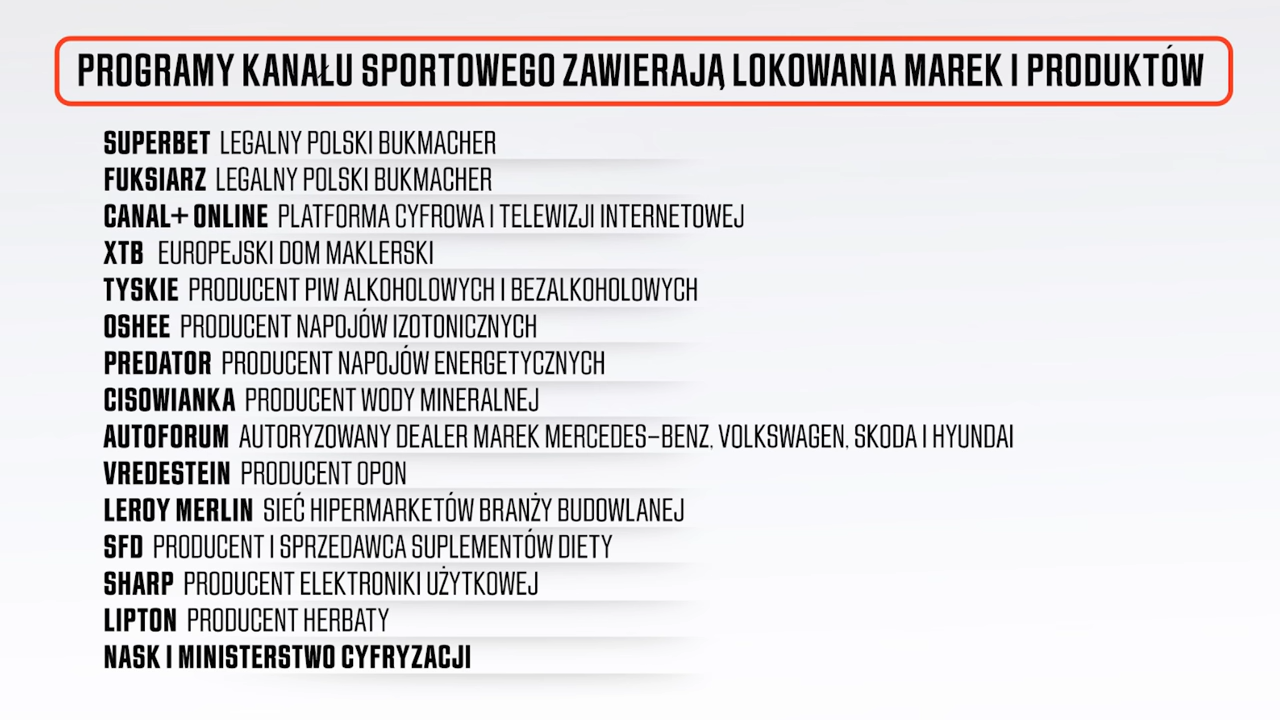 PROGRAMY KANAŁU SPORTOWEGO ZAWIERAJĄ LOKOWANIA MAREK I PRODUKTÓW
SUPERBET LEGALNY POLSKI BUKMACHER
FUKSIARZ LEGALNY POLSKI BUKMACHER
CANAL+ ONLINE PLATFORMA CYFROWA I TELEWIZJI INTERNETOWEJ
XTB EUROPEJSKI DOM MAKLERSKI
TYSKIE PRODUCENT PIW ALKOHOLOWYCH I BEZALKOHOLOWYCH
OSHEE PRODUCENT NAPOJÓW IZOTONICZNYCH
PREDATOR PRODUCENT NAPOJÓW ENERGETYCZNYCH
CISOWIANKA PRODUCENT WODY MINERALNEJ
AUTOFORUM AUTORYZOWANY DEALER MAREK MERCEDES-BENZ, VOLKSWAGEN, SKODA I HYUNDAI
VREDESTEIN PRODUCENT OPON
LEROY MERLIN SIEĆ HIPERMARKETÓW BRANŻY BUDOWLANEJ
SFD PRODUCENT I SPRZEDAWCA SUPLEMENTÓW DIETY
SHARP PRODUCENT ELEKTRONIKI UŻYTKOWEJ
LIPTON PRODUCENT HERBATY
NASK I MINISTERSTWO CYFRYZACJI